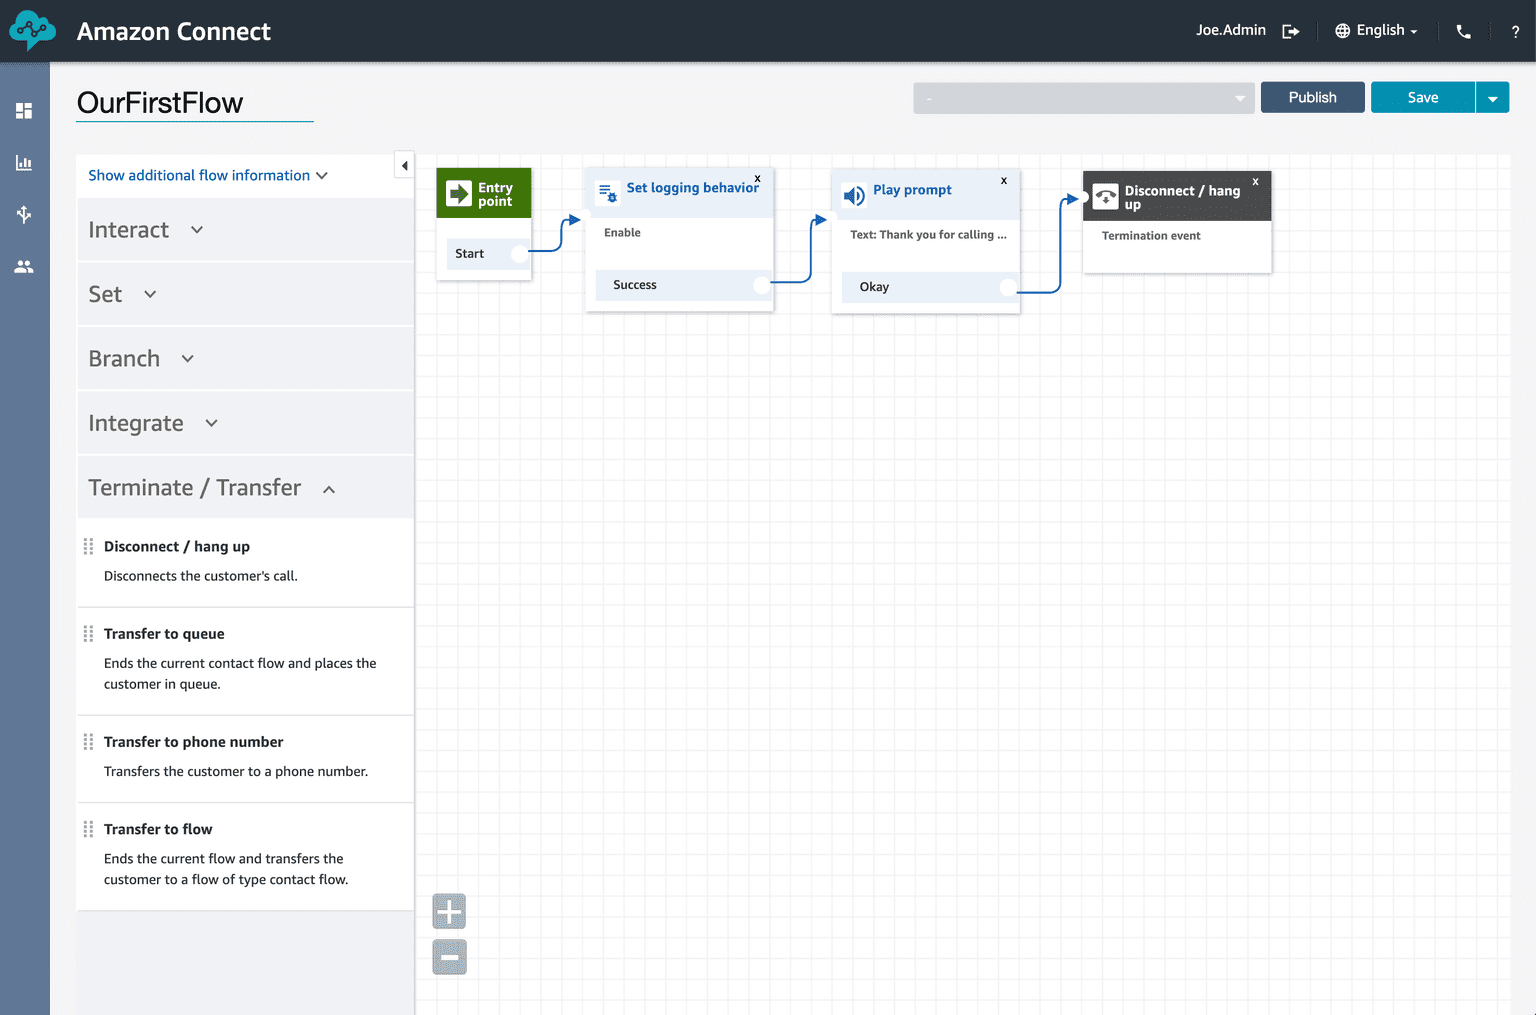 Amazon Connect
Joe.Admin
English
?
OurFirstFlow
-
Publish
Save
Show additional flow information
Interact
Set
Branch
Integrate
Terminate / Transfer
Disconnect / hang up
Disconnects the customer's call.
Transfer to queue
Ends the current contact flow and places the
customer in queue.
Transfer to phone number
Transfers the customer to a phone number.
Transfer to flow
Ends the current flow and transfers the
customer to a flow of type contact flow.
Entry
point
Start
Set logging behavior
x
Enable
Success
Play prompt
x
Text: Thank you for calling ...
Okay
Disconnect / hang
up
x
Termination event